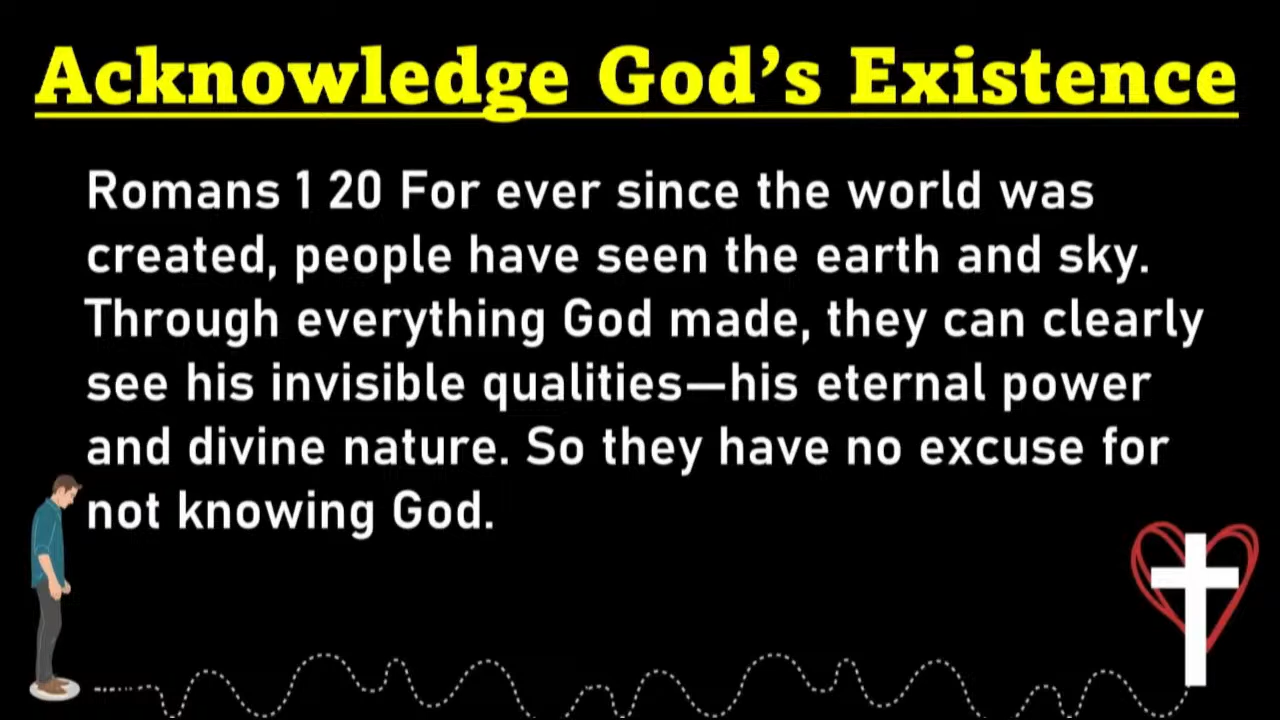 Acknowledge God’s Existence
Romans 1 20 For ever since the world was
created, people have seen the earth and sky.
Through everything God made, they can clearly
see his invisible qualities—his eternal power
and divine nature. So they have no excuse for
not knowing God.